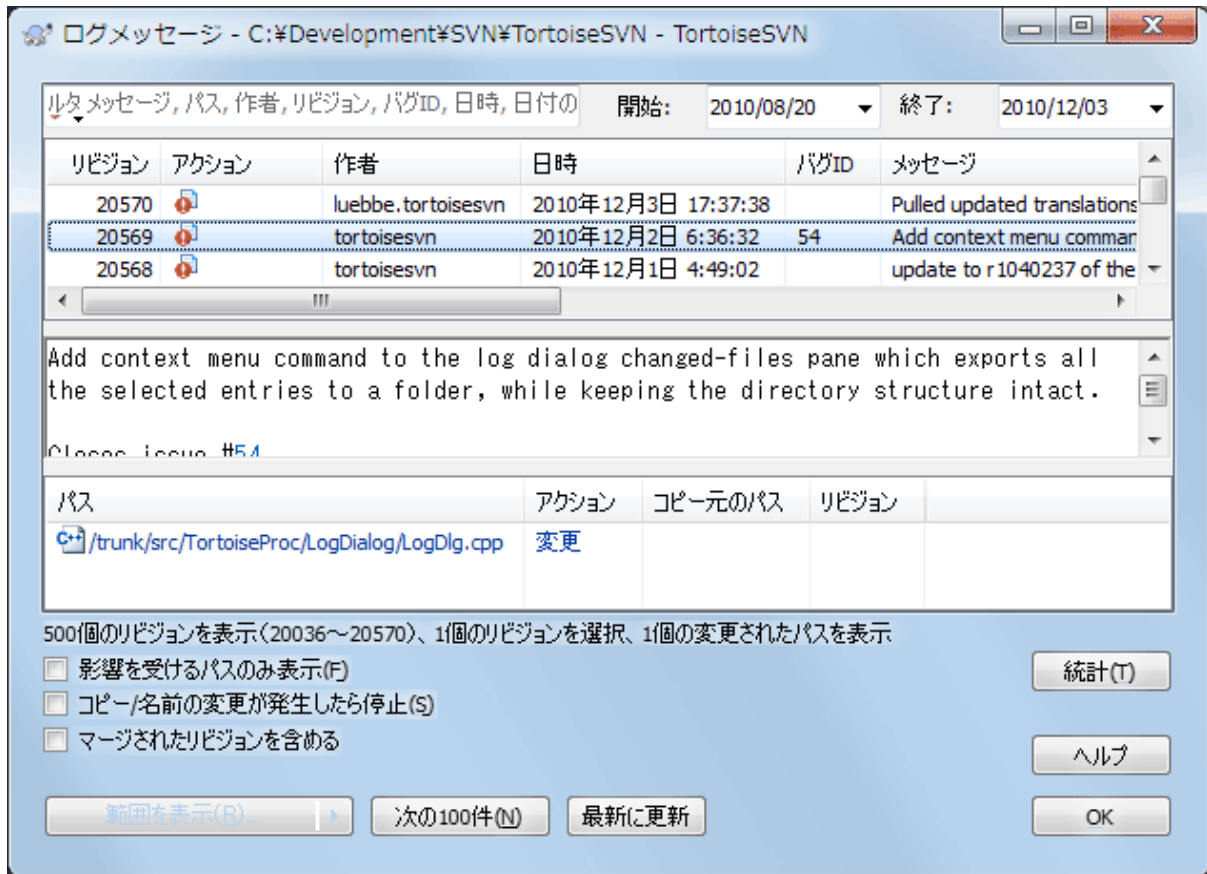 ログメッセージ - C:¥Development¥SVN¥TortoiseSVN - TortoiseSVN
ルタ メッセージ, パス, 作者, リビジョン, バグID, 日時, 日付の 開始: 2010/08/20 終了: 2010/12/03
リビジョン アクション 作者 日時 バグID メッセージ
20570 luebbe.tortoisesvn 2010年12月3日 17:37:38 Pulled updated translations
20569 tortoisesvn 2010年12月2日 6:36:32 54 Add context menu comman
20568 tortoisesvn 2010年12月1日 4:49:02 update to r1040237 of the
Add context menu command to the log dialog changed-files pane which exports all
the selected entries to a folder, while keeping the directory structure intact.
Closes issue #54
パス アクション コピー元のパス リビジョン
C++ /trunk/src/TortoiseProc/LogDialog/LogDlg.cpp 変更
500個のリビジョンを表示(20036～20570)、1個のリビジョンを選択、1個の変更されたパスを表示
影響を受けるパスのみ表示(F)
統計(T)
コピー/名前の変更が発生したら停止(S)
マージされたリビジョンを含める
ヘルプ
範囲を表示(R)... 次の100件(N) 最新に更新 OK